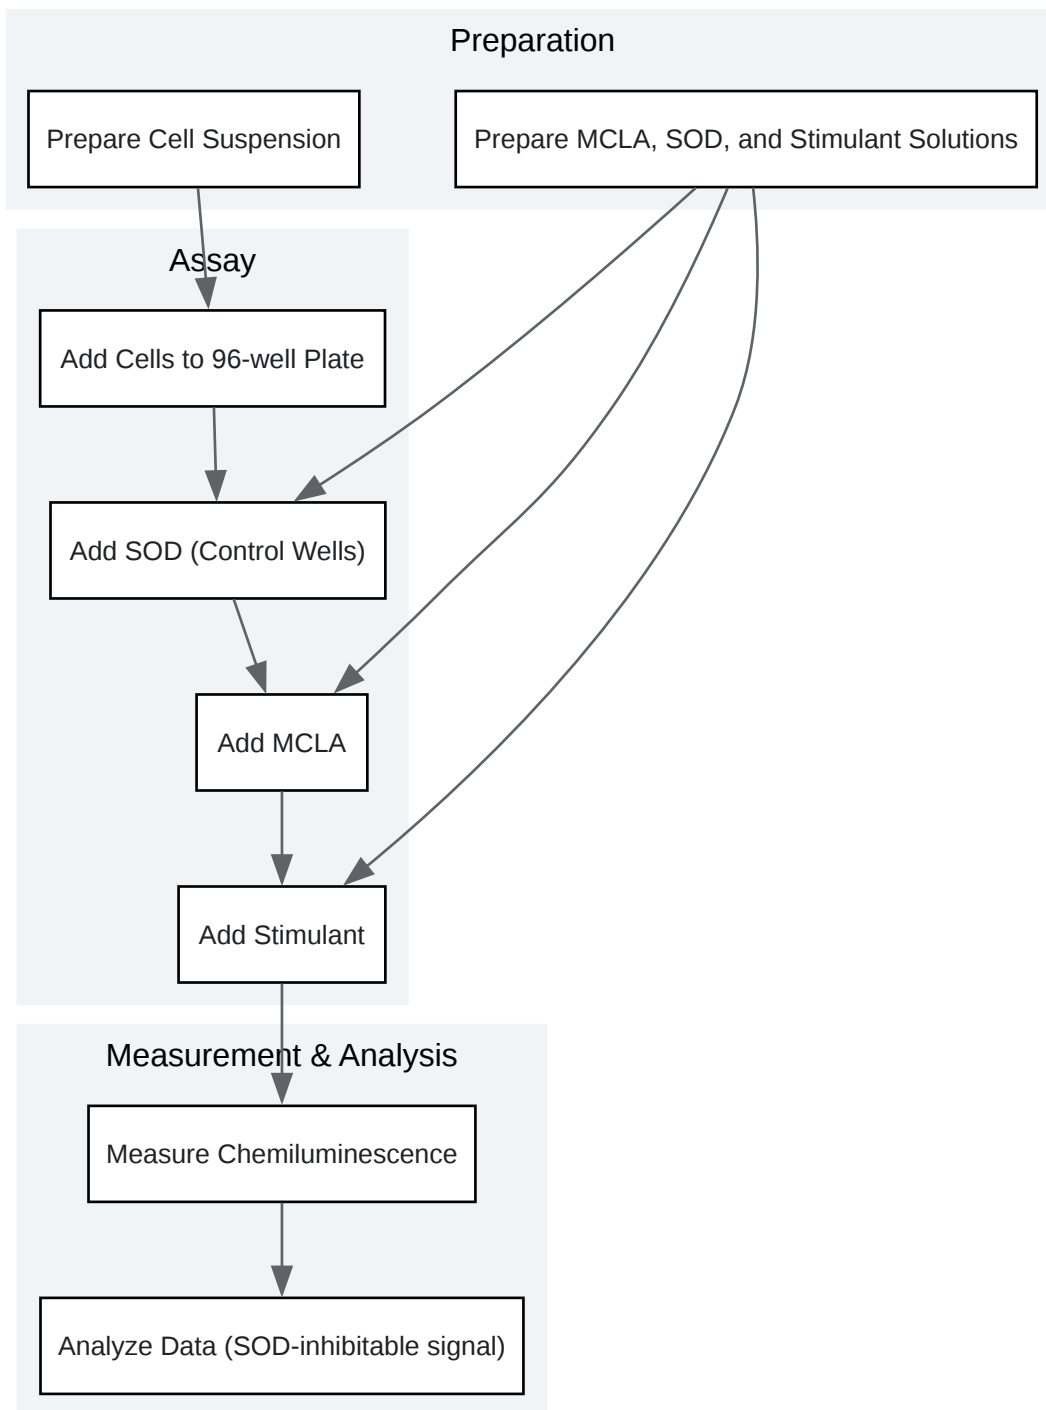 Preparation
Prepare Cell Suspension
Prepare MCLA, SOD, and Stimulant Solutions
Assay
Add Cells to 96-well Plate
Add SOD (Control Wells)
Add MCLA
Add Stimulant
Measurement & Analysis
Measure Chemiluminescence
Analyze Data (SOD-inhibitable signal)